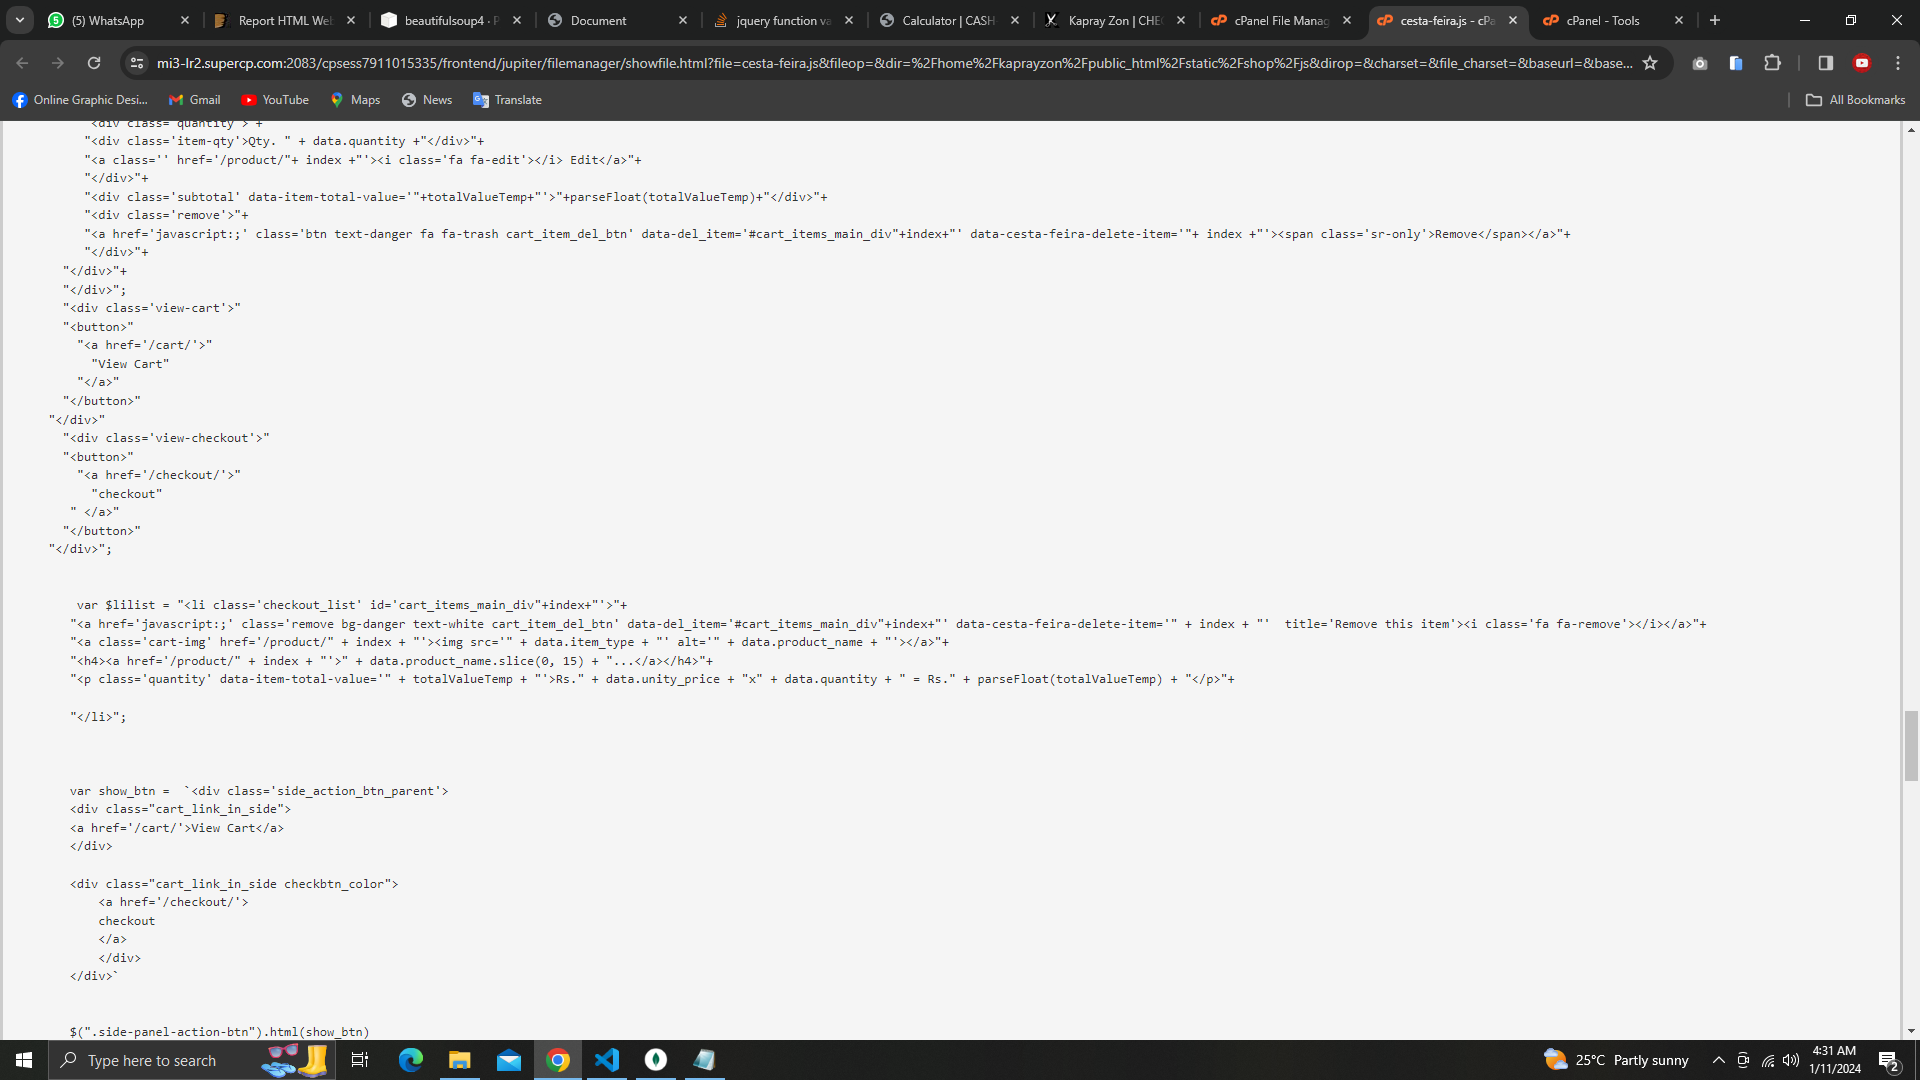 (5) WhatsApp
Report HTML We
beautifulsoup4 · P
Document
jquery function va
Calculator | CASH
Kapray Zon | CHE
cPanel File Manag
cesta-feira.js - cPa
cPanel - Tools
mi3-lr2.supercp.com:2083/cpsess7911015335/frontend/jupiter/filemanager/showfile.html?file=cesta-feira.js&fileop=&dir=%2Fhome%2Fkaprayzon%2Fpublic_html%2Fstatic%2Fshop%2Fjs&dirop=&charset=&file_charset=&baseurl=&base...
Online Graphic Desi...
Gmail
YouTube
Maps
News
Translate
All Bookmarks
"<div class='quantity'>"+
"<div class='item-qty'>Qty. " + data.quantity +"</div>"+
"<a class='' href='/product/"+ index +"'><i class='fa fa-edit'></i> Edit</a>"+
"</div>"+
"<div class='subtotal' data-item-total-value='"+totalValueTemp+"'>"+parseFloat(totalValueTemp)+"</div>"+
"<div class='remove'>"+
"<a href='javascript:;' class='btn text-danger fa fa-trash cart_item_del_btn' data-del_item='#cart_items_main_div"+index+"' data-cesta-feira-delete-item='"+ index +"'><span class='sr-only'>Remove</span></a>"+
"</div>"+
"</div>"+
"</div>";
"<div class='view-cart'>"
"<button>"
"<a href='/cart/'>"
"View Cart"
"</a>"
"</button>"
"</div>"
"<div class='view-checkout'>"
"<button>"
"<a href='/checkout/'>"
"checkout"
" </a>"
"</button>"
"</div>";
var $lilist = "<li class='checkout_list' id='cart_items_main_div"+index+"'>"+
"<a href='javascript:;' class='remove bg-danger text-white cart_item_del_btn' data-del_item='#cart_items_main_div"+index+"' data-cesta-feira-delete-item='" + index + "'  title='Remove this item'><i class='fa fa-remove'></i></a>"+
"<a class='cart-img' href='/product/" + index + "'><img src='" + data.item_type + "' alt='" + data.product_name + "'></a>"+
"<h4><a href='/product/" + index + "'>" + data.product_name.slice(0, 15) + "...</a></h4>"+
"<p class='quantity' data-item-total-value='" + totalValueTemp + "'>Rs." + data.unity_price + "x" + data.quantity + " = Rs." + parseFloat(totalValueTemp) + "</p>"+
"</li>";
var show_btn =  `<div class='side_action_btn_parent'>
<div class="cart_link_in_side">
<a href='/cart/'>View Cart</a>
</div>
<div class="cart_link_in_side checkbtn_color">
<a href='/checkout/'>
checkout
</a>
</div>
</div>`
$(".side-panel-action-btn").html(show_btn)
Type here to search
25°C Partly sunny
4:31 AM
1/11/2024
2